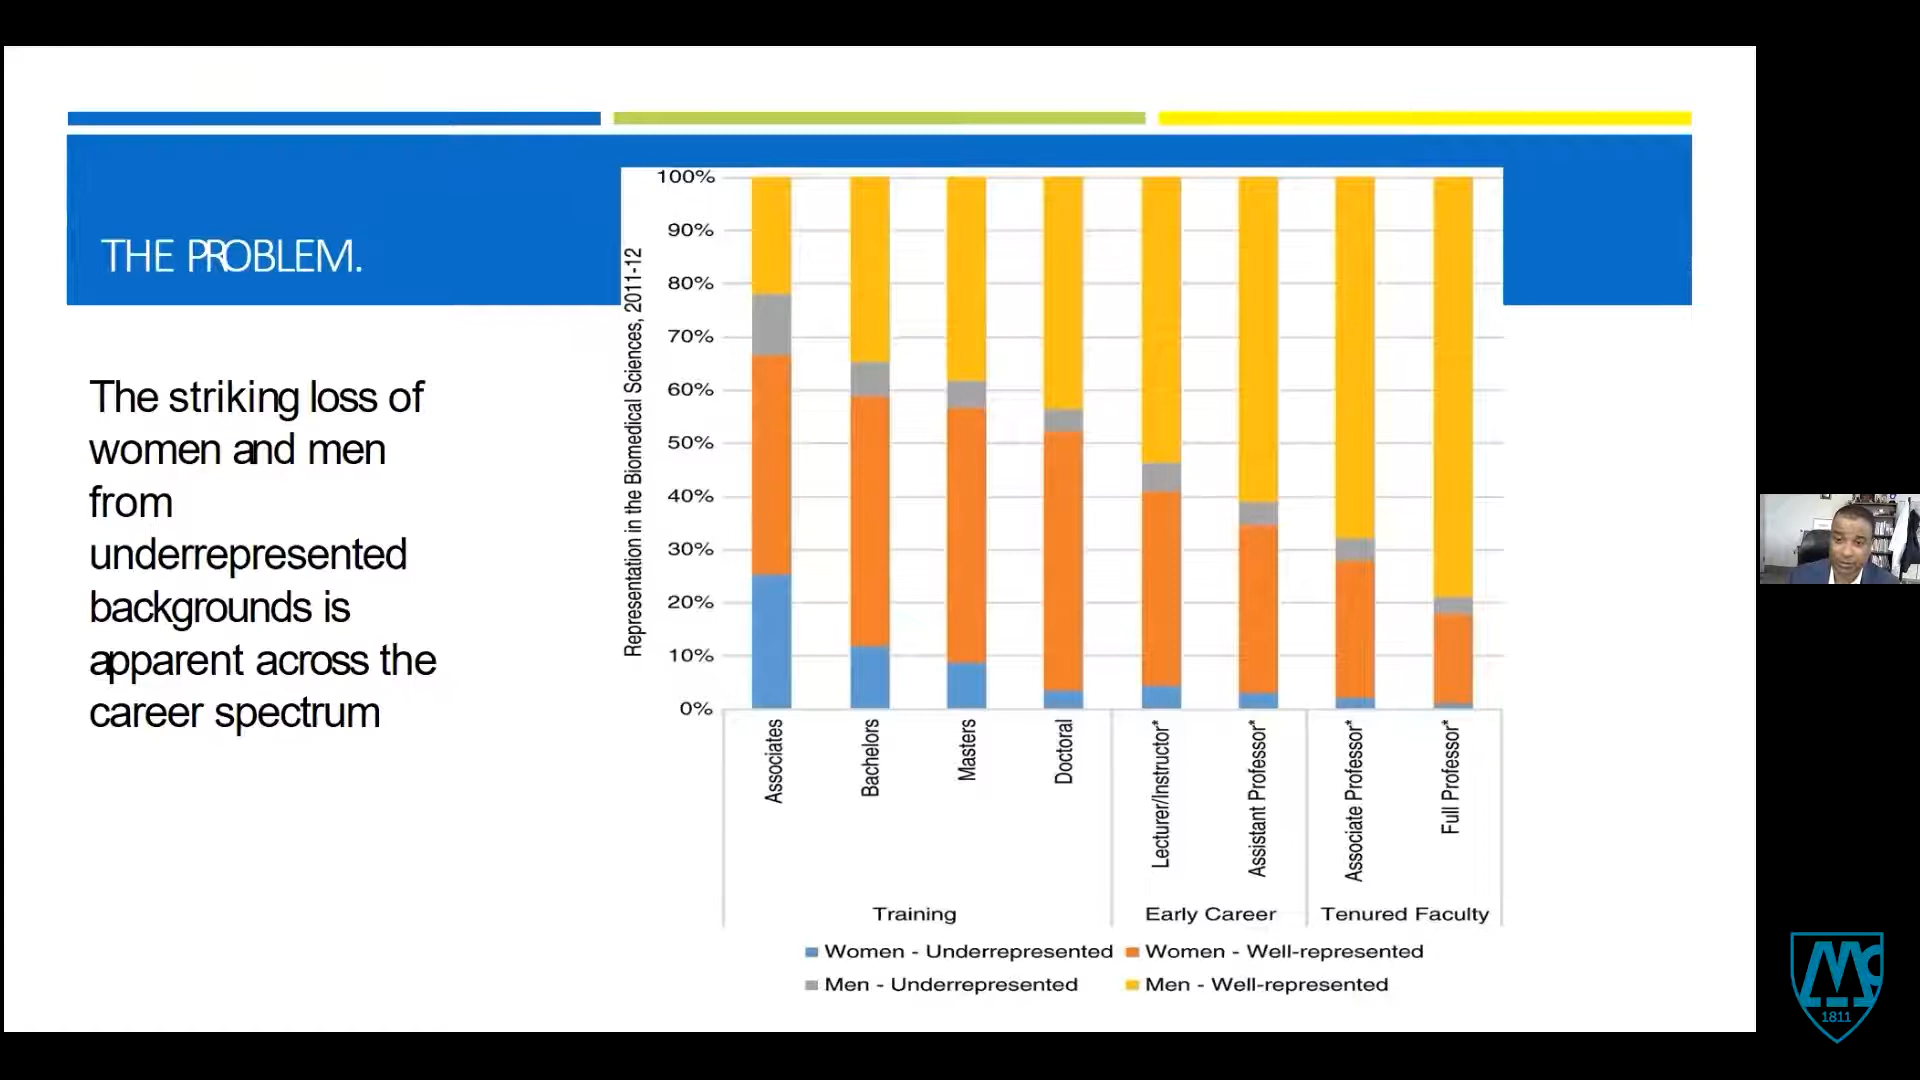 THE PROBLEM.
The striking loss of
women and men
from
underrepresented
backgrounds is
apparent across the
career spectrum
Representation in the Biomedical Sciences, 2011-12
100%
90%
80%
70%
60%
50%
40%
30%
20%
10%
0%
Associates
Bachelors
Masters
Doctoral
Lecturer/Instructor*
Assistant Professor*
Associate Professor*
Full Professor*
Training
Early Career
Tenured Faculty
Women - Underrepresented
Women - Well-represented
Men - Underrepresented
Men - Well-represented
1811